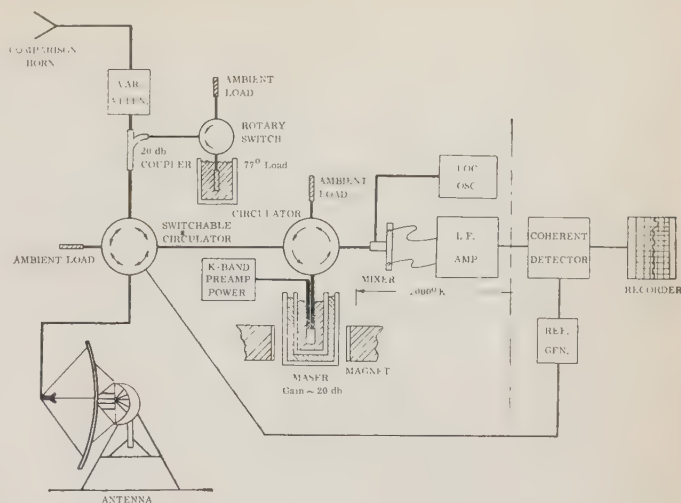 COMPARISON
HORN
VAR.
ATTEN.
AMBIENT
LOAD
ROTARY
SWITCH
20 db
COUPLER
77° Load
AMBIENT
LOAD
CIRCULATOR
LOC
OSC
SWITCHABLE
CIRCULATOR
AMBIENT LOAD
K-BAND
PREAMP
POWER
MIXER
I.F.
AMP
COHERENT
DETECTOR
RECORDER
REF.
GEN.
MAGNET
MASER
Gain ~ 20 db
ANTENNA